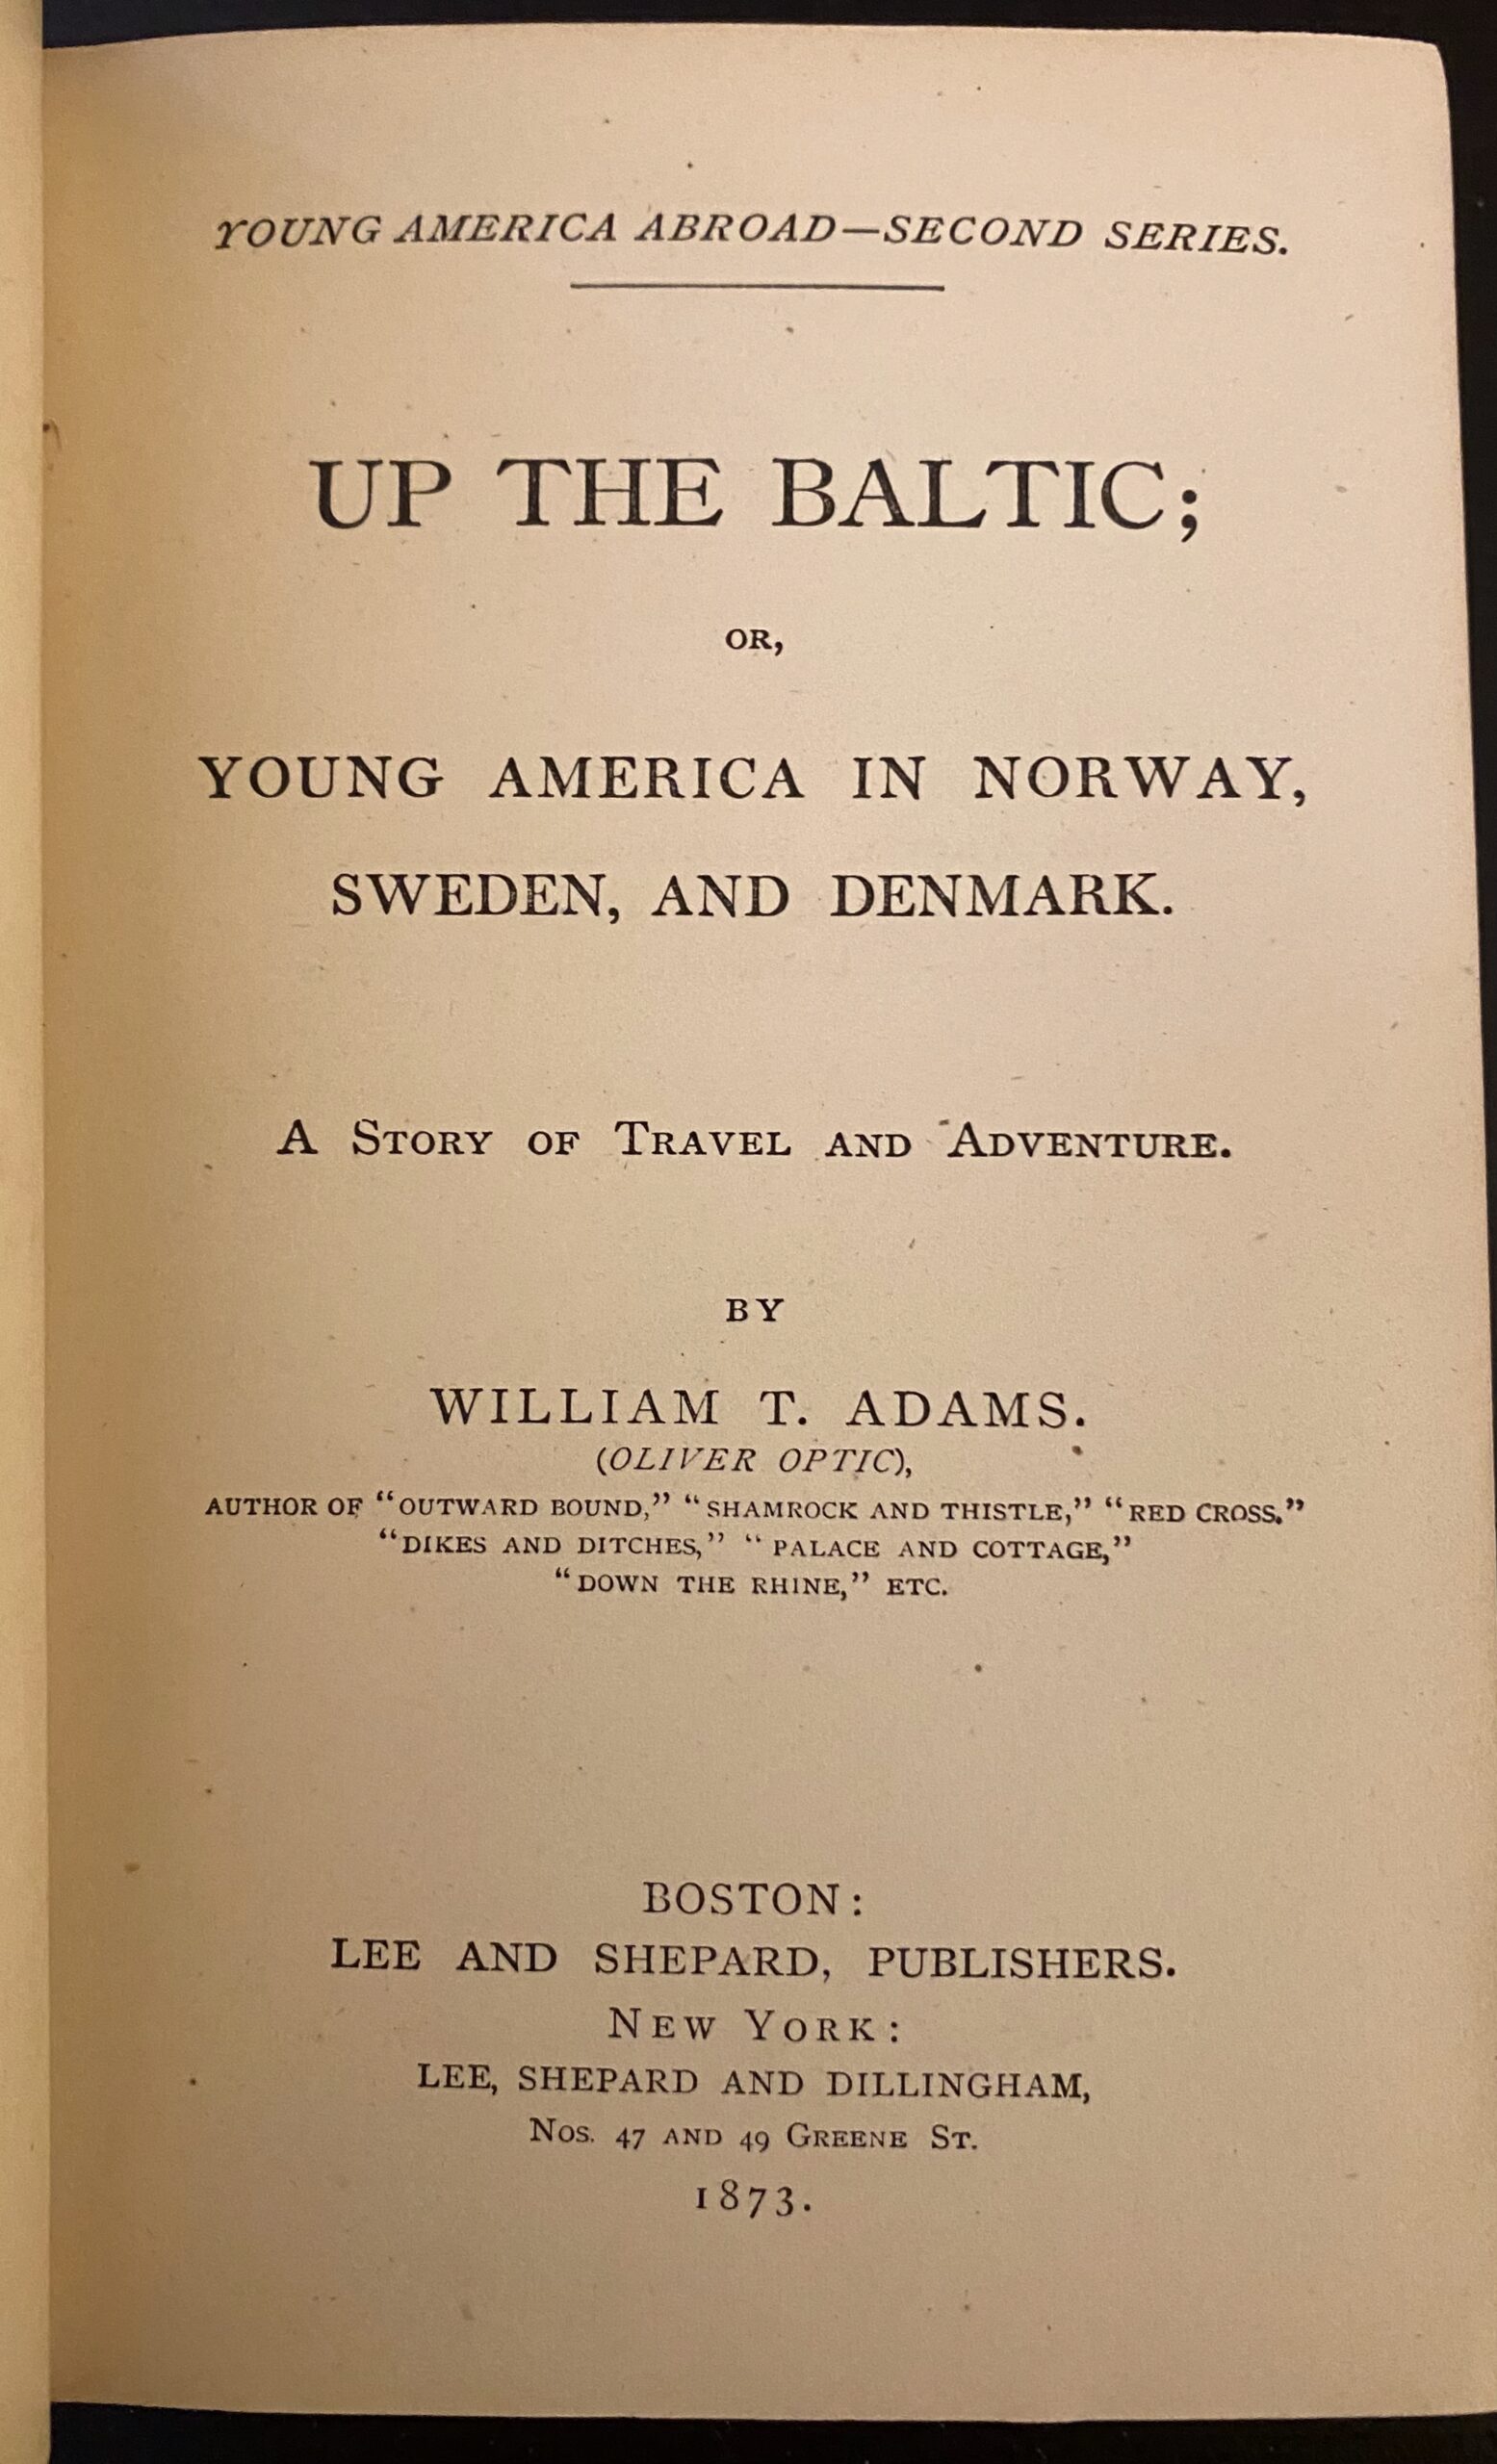 YOUNG AMERICA ABROAD—SECOND SERIES.
UP THE BALTIC;
OR,
YOUNG AMERICA IN NORWAY,
SWEDEN, AND DENMARK.
A STORY OF TRAVEL AND ADVENTURE.
BY
WILLIAM T. ADAMS.
(OLIVER OPTIC),
AUTHOR OF “OUTWARD BOUND,” “SHAMROCK AND THISTLE,” “RED CROSS.”
“DIKES AND DITCHES,” “PALACE AND COTTAGE,”
“DOWN THE RHINE,” ETC.
BOSTON:
LEE AND SHEPARD, PUBLISHERS.
NEW YORK:
LEE, SHEPARD AND DILLINGHAM,
NOS. 47 AND 49 GREENE ST.
1873.